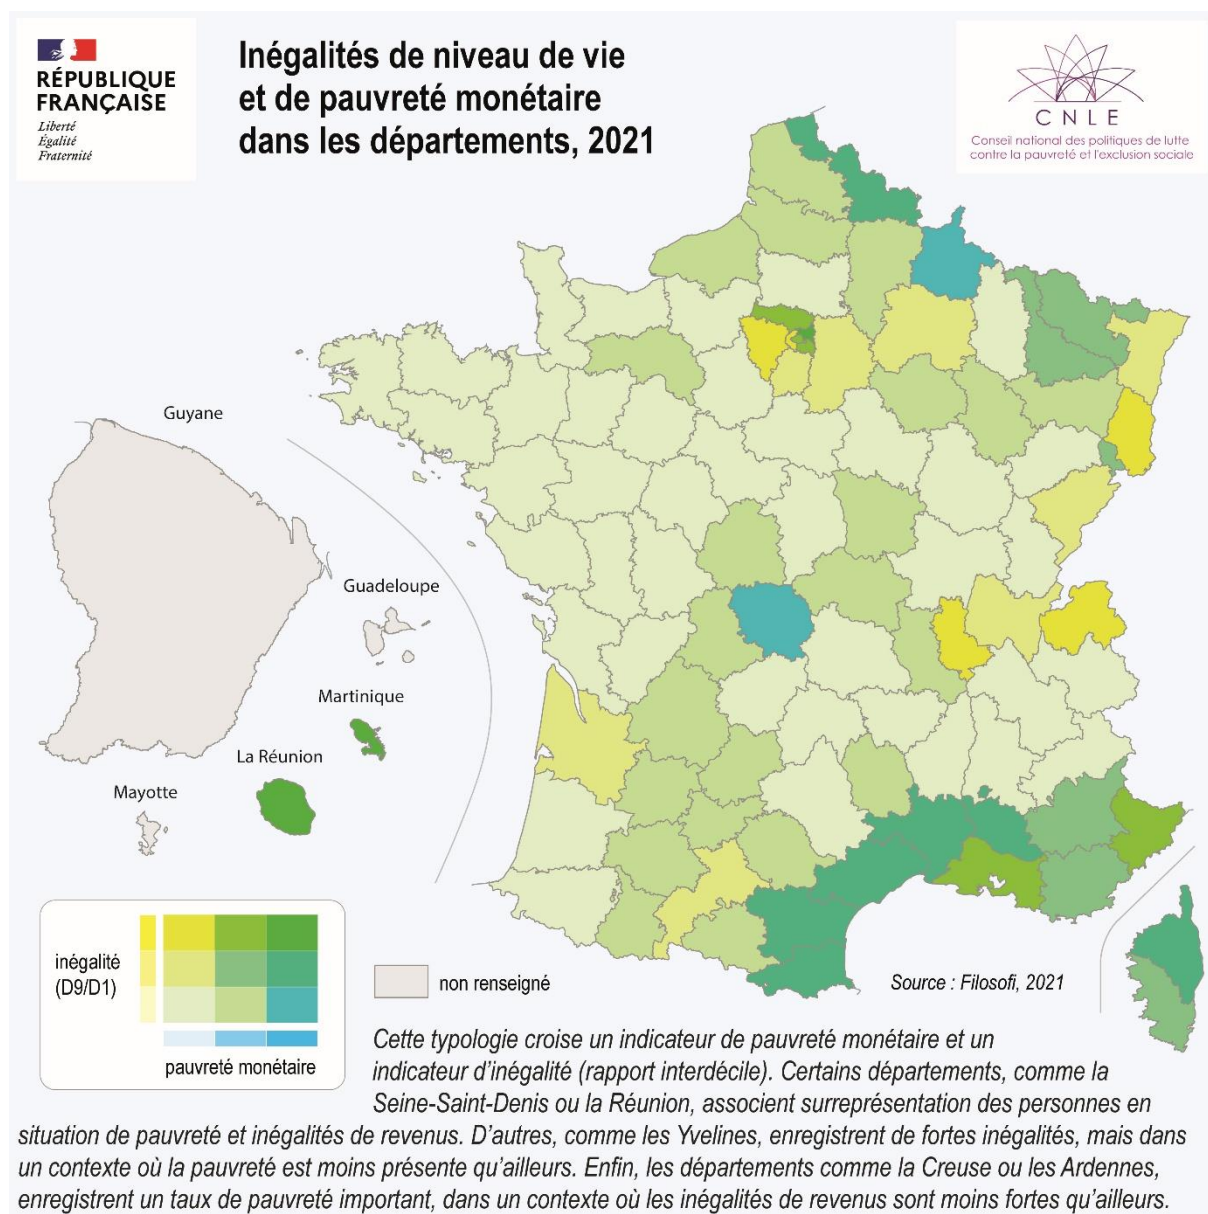 RÉPUBLIQUE
FRANÇAISE
Liberté
Égalité
Fraternité
Inégalités de niveau de vie
et de pauvreté monétaire
dans les départements, 2021
CNLE
Conseil national des politiques de lutte
contre la pauvreté et l'exclusion sociale
Guyane
Guadeloupe
Martinique
La Réunion
Mayotte
inégalité
(D9/D1)
pauvreté monétaire
non renseigné
Source : Filosofi, 2021
Cette typologie croise un indicateur de pauvreté monétaire et un
indicateur d'inégalité (rapport interdécile). Certains départements, comme la
Seine-Saint-Denis ou la Réunion, associent surreprésentation des personnes en
situation de pauvreté et inégalités de revenus. D'autres, comme les Yvelines, enregistrent de fortes inégalités, mais dans
un contexte où la pauvreté est moins présente qu'ailleurs. Enfin, les départements comme la Creuse ou les Ardennes,
enregistrent un taux de pauvreté important, dans un contexte où les inégalités de revenus sont moins fortes qu'ailleurs.